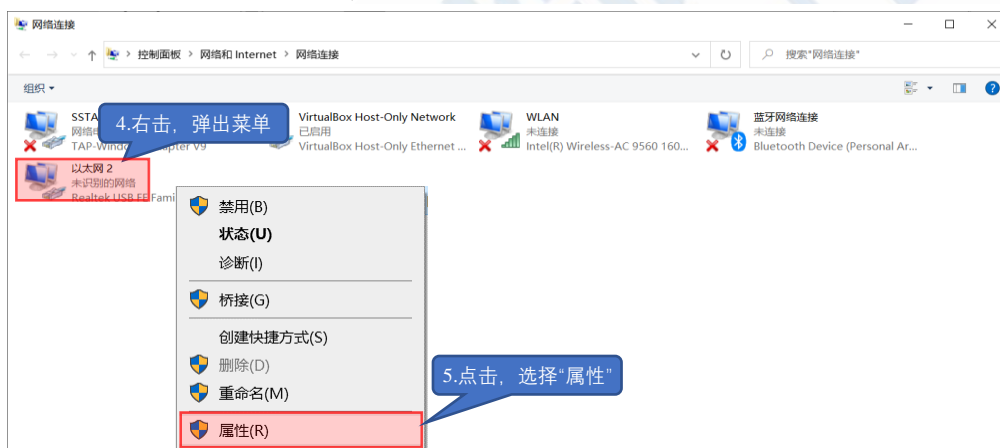 网络连接
控制面板 > 网络和 Internet > 网络连接
搜索"网络连接"
组织
SSTA
网络
TAP-Windows Adapter V9
VirtualBox Host-Only Network
已启用
VirtualBox Host-Only Ethernet ...
WLAN
未连接
Intel(R) Wireless-AC 9560 160...
蓝牙网络连接
未连接
Bluetooth Device (Personal Ar...
4.右击，弹出菜单
以太网 2
未识别的网络
Realtek USB FE Fami
禁用(B)
状态(U)
诊断(I)
桥接(G)
创建快捷方式(S)
删除(D)
重命名(M)
属性(R)
5.点击，选择“属性”